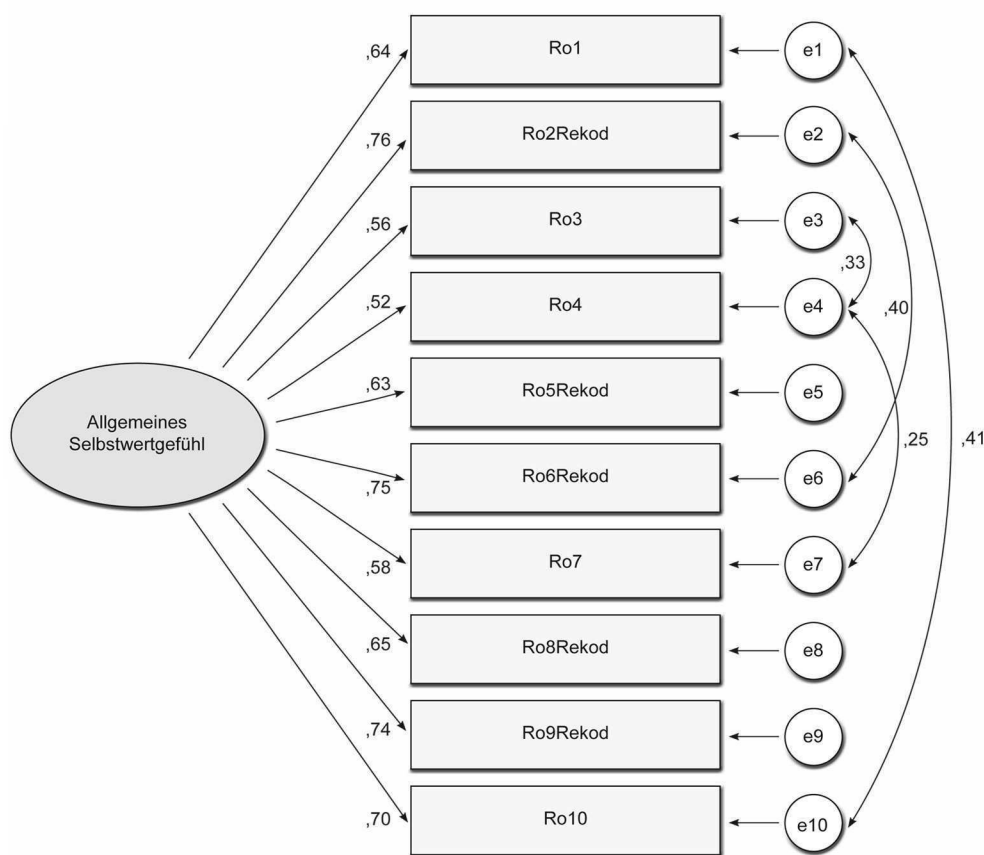 ,64
Ro1
e1
,76
Ro2Rekod
e2
,56
Ro3
e3
,33
,52
Ro4
e4
,40
,63
Ro5Rekod
e5
Allgemeines
Selbstwertgefühl
,25
,41
,75
Ro6Rekod
e6
,58
Ro7
e7
,65
Ro8Rekod
e8
,74
Ro9Rekod
e9
,70
Ro10
e10